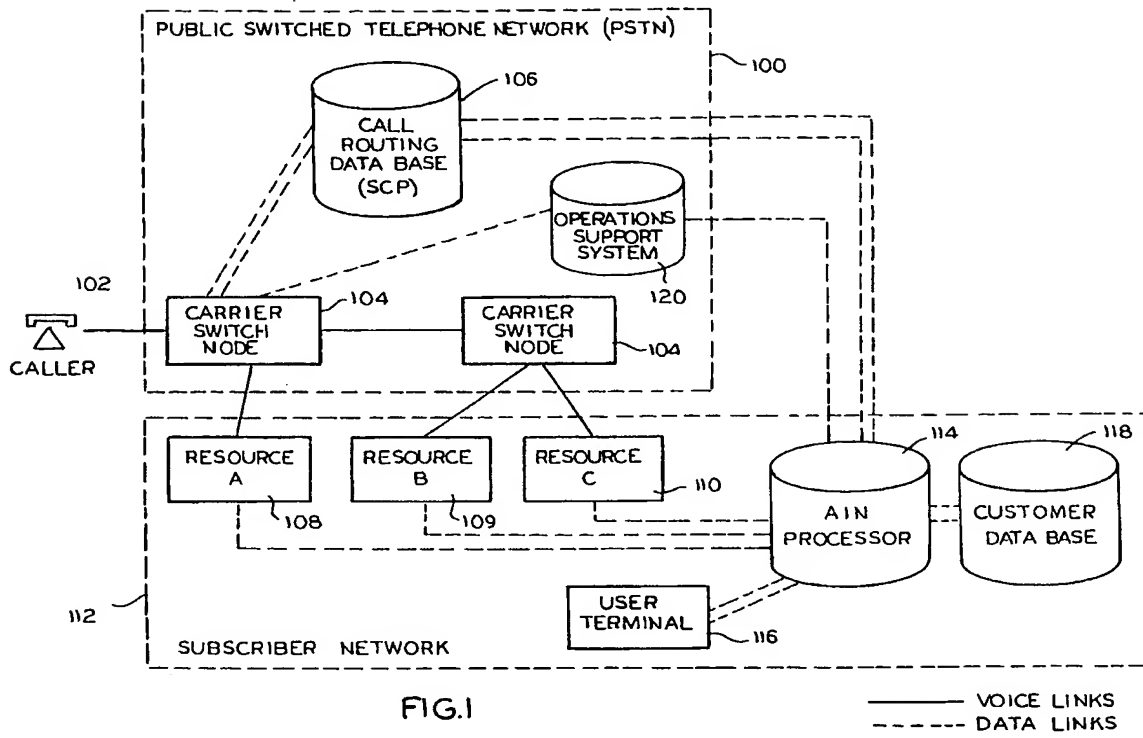 PUBLIC SWITCHED TELEPHONE NETWORK (PSTN)
100
106
CALL
ROUTING
DATA BASE
(SCP)
OPERATIONS
SUPPORT
SYSTEM
120
102
CALLER
104
CARRIER
SWITCH
NODE
CARRIER
SWITCH
NODE
104
RESOURCE
A
108
RESOURCE
B
109
RESOURCE
C
110
114
AIN
PROCESSOR
118
CUSTOMER
DATA BASE
USER
TERMINAL
116
112
SUBSCRIBER NETWORK
FIG.1
VOICE LINKS
DATA LINKS